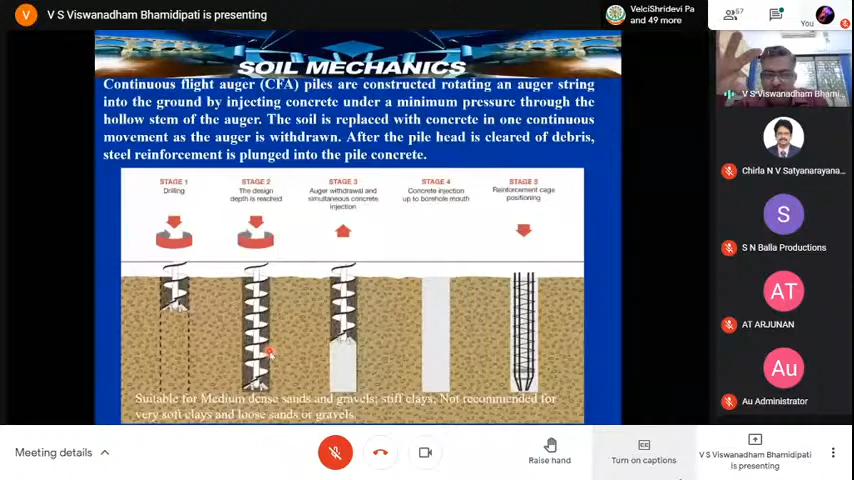 V
V S Viswanadham Bhamidipati is presenting
VelciShridevi Pa
and 49 more
57
You
SOIL MECHANICS
Continuous flight auger (CFA) piles are constructed rotating an auger string
into the ground by injecting concrete under a minimum pressure through the
hollow stem of the auger. The soil is replaced with concrete in one continuous
movement as the auger is withdrawn. After the pile head is cleared of debris,
steel reinforcement is plunged into the pile concrete.
STAGE 1
Drilling
STAGE 2
The design
depth is reached
STAGE 3
Auger withdrawal and
simultaneous concrete
injection
STAGE 4
Concrete injection
up to borehole mouth
STAGE 5
Reinforcement cage
positioning
Suitable for Medium dense sands and gravels; stiff clays; Not recommended for
very soft clays and loose sands or gravels.
V S Viswanadham Bhami...
Chirla N V Satyanarayana...
S
S N Balla Productions
AT
AT ARJUNAN
Au
Au Administrator
Meeting details
Raise hand
CC
Turn on captions
V S Viswanadham Bhamidipati
is presenting